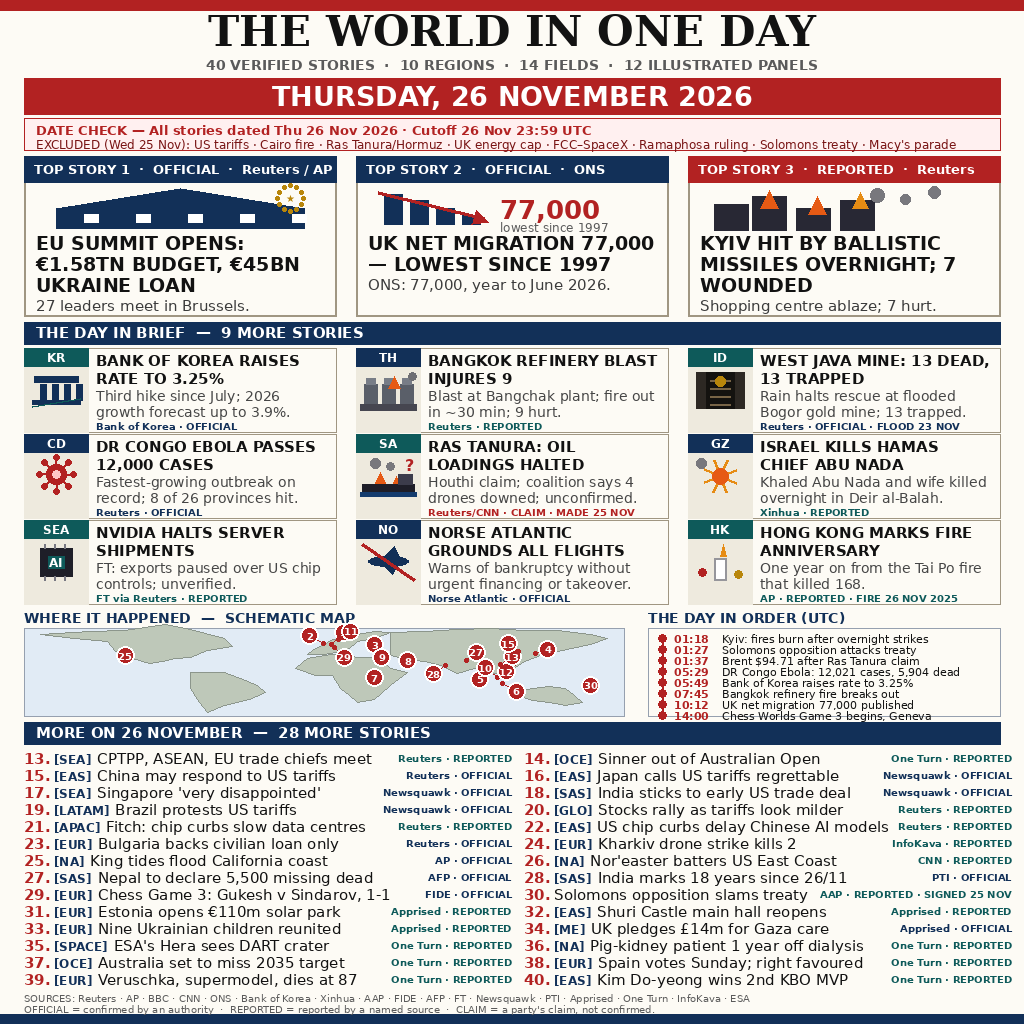 THE WORLD IN ONE DAY
40 VERIFIED STORIES · 10 REGIONS · 14 FIELDS · 12 ILLUSTRATED PANELS
THURSDAY, 26 NOVEMBER 2026
DATE CHECK — All stories dated Thu 26 Nov 2026 · Cutoff 26 Nov 23:59 UTC
EXCLUDED (Wed 25 Nov): US tariffs · Cairo fire · Ras Tanura/Hormuz · UK energy cap · FCC–SpaceX · Ramaphosa ruling · Solomons treaty · Macy's parade
TOP STORY 1 · OFFICIAL · Reuters / AP
EU SUMMIT OPENS:
€1.58TN BUDGET, €45BN
UKRAINE LOAN
27 leaders meet in Brussels.
TOP STORY 2 · OFFICIAL · ONS
77,000
lowest since 1997
UK NET MIGRATION 77,000
— LOWEST SINCE 1997
ONS: 77,000, year to June 2026.
TOP STORY 3 · REPORTED · Reuters
KYIV HIT BY BALLISTIC
MISSILES OVERNIGHT; 7
WOUNDED
Shopping centre ablaze; 7 hurt.
THE DAY IN BRIEF — 9 MORE STORIES
KR
BANK OF KOREA RAISES
RATE TO 3.25%
Third hike since July; 2026
growth forecast up to 3.9%.
Bank of Korea · OFFICIAL
TH
BANGKOK REFINERY BLAST
INJURES 9
Blast at Bangchak plant; fire out
in ~30 min; 9 hurt.
Reuters · REPORTED
ID
WEST JAVA MINE: 13 DEAD,
13 TRAPPED
Rain halts rescue at flooded
Bogor gold mine; 13 trapped.
Reuters · OFFICIAL · FLOOD 23 NOV
CD
DR CONGO EBOLA PASSES
12,000 CASES
Fastest-growing outbreak on
record; 8 of 26 provinces hit.
Reuters · OFFICIAL
SA
?
RAS TANURA: OIL
LOADINGS HALTED
Houthi claim; coalition says 4
drones downed; unconfirmed.
Reuters/CNN · CLAIM · MADE 25 NOV
GZ
ISRAEL KILLS HAMAS
CHIEF ABU NADA
Khaled Abu Nada and wife killed
overnight in Deir al-Balah.
Xinhua · REPORTED
SEA
AI
NVIDIA HALTS SERVER
SHIPMENTS
FT: exports paused over US chip
controls; unverified.
FT via Reuters · REPORTED
NO
NORSE ATLANTIC
GROUNDS ALL FLIGHTS
Warns of bankruptcy without
urgent financing or takeover.
Norse Atlantic · OFFICIAL
HK
HONG KONG MARKS FIRE
ANNIVERSARY
One year on from the Tai Po fire
that killed 168.
AP · REPORTED · FIRE 26 NOV 2025
WHERE IT HAPPENED — SCHEMATIC MAP
2
11
3
15
4
25
29
9
8
27
13
10
12
7
28
5
6
30
THE DAY IN ORDER (UTC)
01:18 Kyiv: fires burn after overnight strikes
01:27 Solomons opposition attacks treaty
01:37 Brent $94.71 after Ras Tanura claim
05:29 DR Congo Ebola: 12,021 cases, 5,904 dead
05:49 Bank of Korea raises rate to 3.25%
07:45 Bangkok refinery fire breaks out
10:12 UK net migration 77,000 published
14:00 Chess Worlds Game 3 begins, Geneva
MORE ON 26 NOVEMBER — 28 MORE STORIES
13. [SEA] CPTPP, ASEAN, EU trade chiefs meet Reuters · REPORTED
14. [OCE] Sinner out of Australian Open One Turn · REPORTED
15. [EAS] China may respond to US tariffs Reuters · OFFICIAL
16. [EAS] Japan calls US tariffs regrettable Newsquawk · OFFICIAL
17. [SEA] Singapore 'very disappointed' Newsquawk · OFFICIAL
18. [SAS] India sticks to early US trade deal Newsquawk · OFFICIAL
19. [LATAM] Brazil protests US tariffs Newsquawk · OFFICIAL
20. [GLO] Stocks rally as tariffs look milder Reuters · REPORTED
21. [APAC] Fitch: chip curbs slow data centres Reuters · REPORTED
22. [EAS] US chip curbs delay Chinese AI models Reuters · REPORTED
23. [EUR] Bulgaria backs civilian loan only Reuters · OFFICIAL
24. [EUR] Kharkiv drone strike kills 2 InfoKava · REPORTED
25. [NA] King tides flood California coast AP · OFFICIAL
26. [NA] Nor'easter batters US East Coast CNN · REPORTED
27. [SAS] Nepal to declare 5,500 missing dead AFP · OFFICIAL
28. [SAS] India marks 18 years since 26/11 PTI · OFFICIAL
29. [EUR] Chess Game 3: Gukesh v Sindarov, 1-1 FIDE · OFFICIAL
30. Solomons opposition slams treaty AAP · REPORTED · SIGNED 25 NOV
31. [EUR] Estonia opens €110m solar park Apprised · REPORTED
32. [EAS] Shuri Castle main hall reopens Apprised · REPORTED
33. [EUR] Nine Ukrainian children reunited Apprised · REPORTED
34. [ME] UK pledges £14m for Gaza care Apprised · OFFICIAL
35. [SPACE] ESA's Hera sees DART crater One Turn · REPORTED
36. [NA] Pig-kidney patient 1 year off dialysis One Turn · REPORTED
37. [OCE] Australia set to miss 2035 target One Turn · REPORTED
38. [EUR] Spain votes Sunday; right favoured One Turn · REPORTED
39. [EUR] Veruschka, supermodel, dies at 87 One Turn · REPORTED
40. [EAS] Kim Do-yeong wins 2nd KBO MVP One Turn · REPORTED
SOURCES: Reuters · AP · BBC · CNN · ONS · Bank of Korea · Xinhua · AAP · FIDE · AFP · FT · Newsquawk · PTI · Apprised · One Turn · InfoKava · ESA
OFFICIAL = confirmed by an authority · REPORTED = reported by a named source · CLAIM = a party's claim, not confirmed.